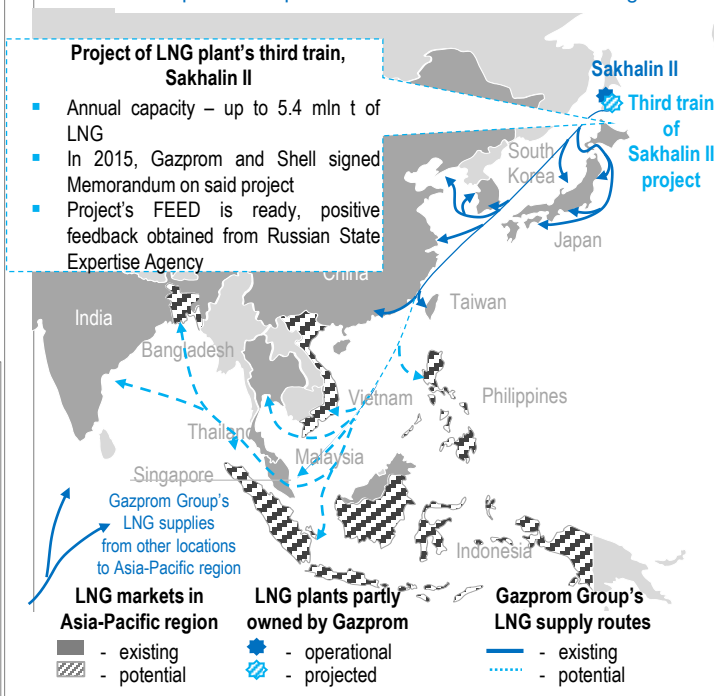 Project of LNG plant's third train,
Sakhalin II
▪ Annual capacity – up to 5.4 mln t of
LNG
▪ In 2015, Gazprom and Shell signed
Memorandum on said project
▪ Project's FEED is ready, positive
feedback obtained from Russian State
Expertise Agency
Sakhalin II
Third train
of
Sakhalin II
project
South
Korea
Japan
China
Taiwan
India
Bangladesh
Vietnam
Philippines
Thailand
Malaysia
Singapore
Indonesia
Gazprom Group's
LNG supplies
from other locations
to Asia-Pacific region
LNG markets in
Asia-Pacific region
- existing
- potential
LNG plants partly
owned by Gazprom
- operational
- projected
Gazprom Group's
LNG supply routes
- existing
- potential